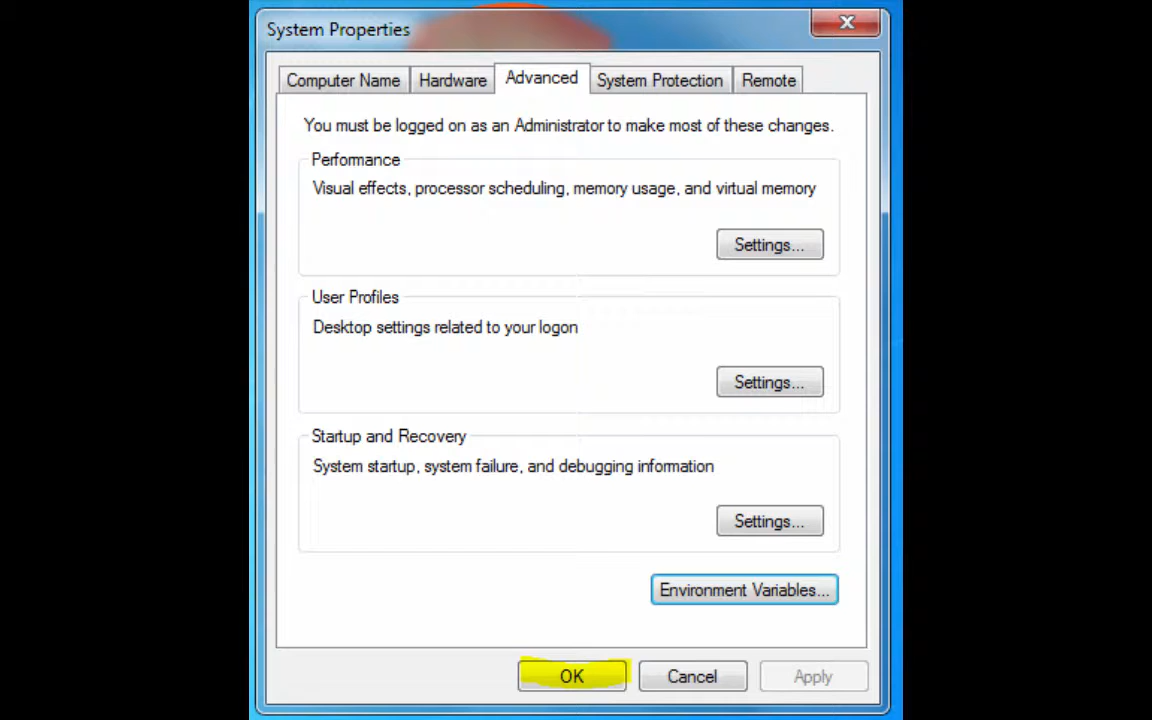 System Properties
Computer Name
Hardware
Advanced
System Protection
Remote
You must be logged on as an Administrator to make most of these changes.
Performance
Visual effects, processor scheduling, memory usage, and virtual memory
Settings...
User Profiles
Desktop settings related to your logon
Settings...
Startup and Recovery
System startup, system failure, and debugging information
Settings...
Environment Variables...
OK
Cancel
Apply